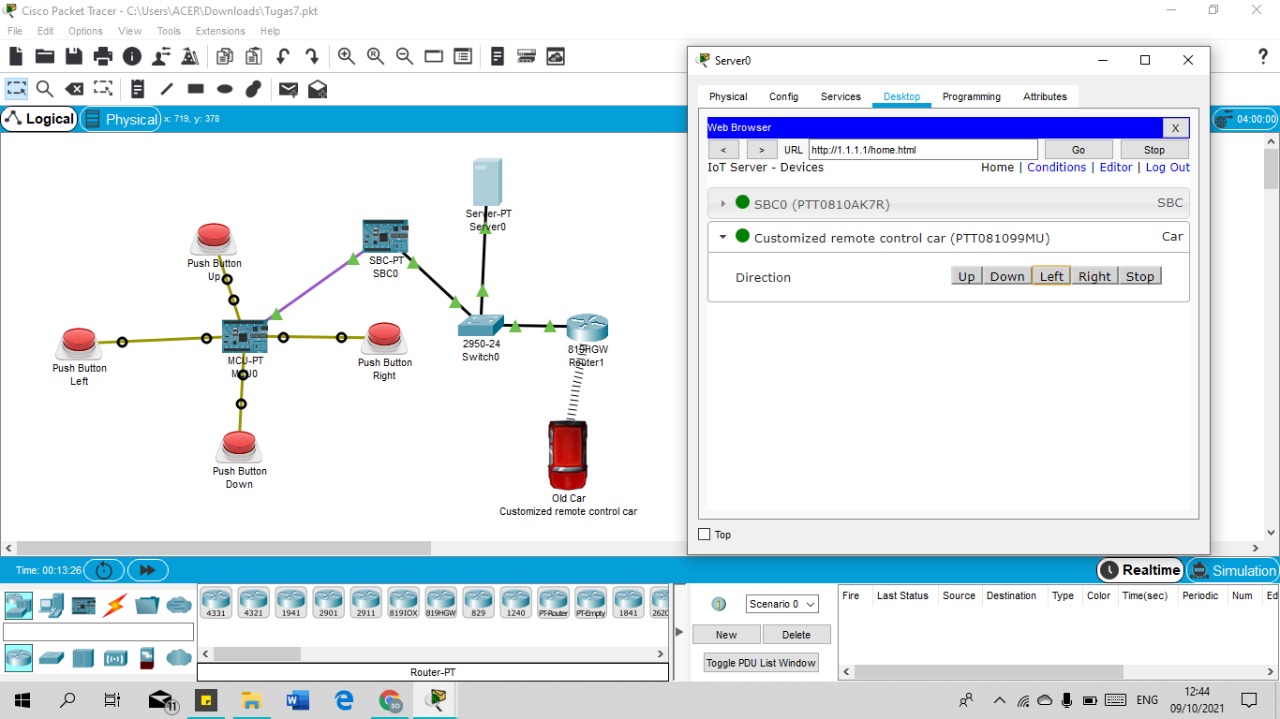 Cisco Packet Tracer - C:\Users\ACER\Downloads\Tugas7.pkt
File Edit Options View Tools Extensions Help
?
Logical Physical x: 719, y: 378
04:00:00
Server-PT
Server0
Push Button
Up
SBC-PT
SBC0
Push Button
Left
MCU-PT
MCU0
Push Button
Right
2950-24
Switch0
819HGW
Router1
Push Button
Down
Old Car
Customized remote control car
Server0
Physical Config Services Desktop Programming Attributes
Web Browser X
< > URL http://1.1.1.1/home.html Go Stop
IoT Server - Devices Home | Conditions | Editor | Log Out
SBC0 (PTT0810AK7R) SBC
Customized remote control car (PTT081099MU) Car
Direction Up Down Left Right Stop
Top
Time: 00:13:26
Realtime Simulation
4331 4321 1941 2901 2911 819IOX 819HGW 829 1240 PT-Router PT-Empty 1841 2620
Router-PT
Scenario 0
New Delete
Toggle PDU List Window
Fire Last Status Source Destination Type Color Time(sec) Periodic Num Ed
11
ENG
12:44
09/10/2021